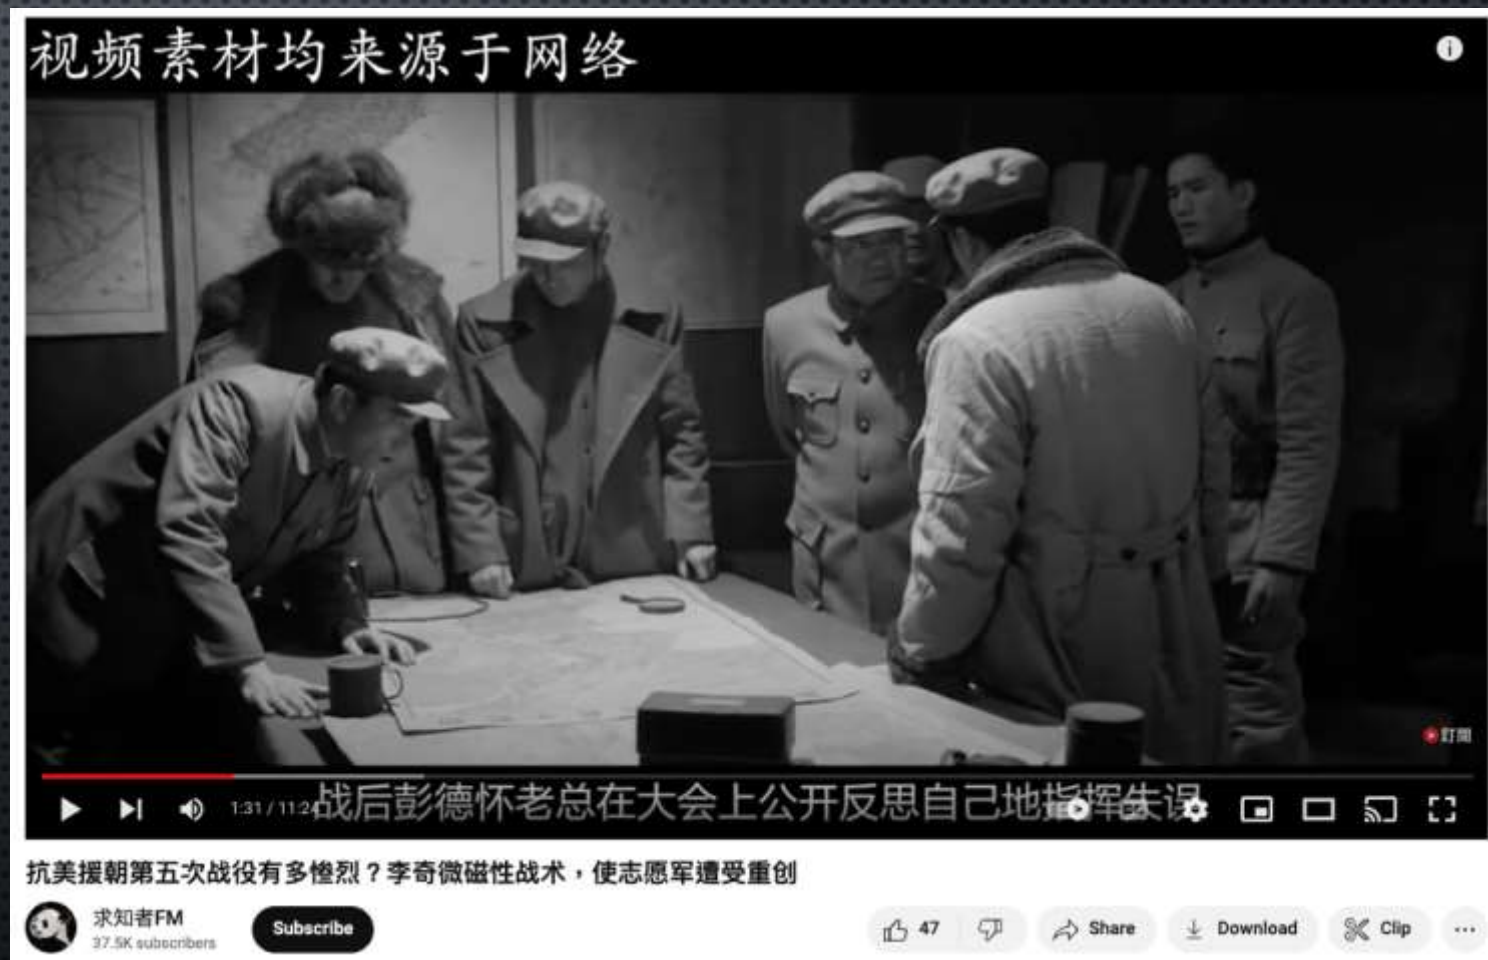 视频素材均来源于网络
訂閱
1:31 / 11:24
战后彭德怀老总在大会上公开反思自己地指挥失误
抗美援朝第五次战役有多惨烈？李奇微磁性战术，使志愿军遭受重创
求知者FM
37.5K subscribers
Subscribe
47
Share
Download
Clip